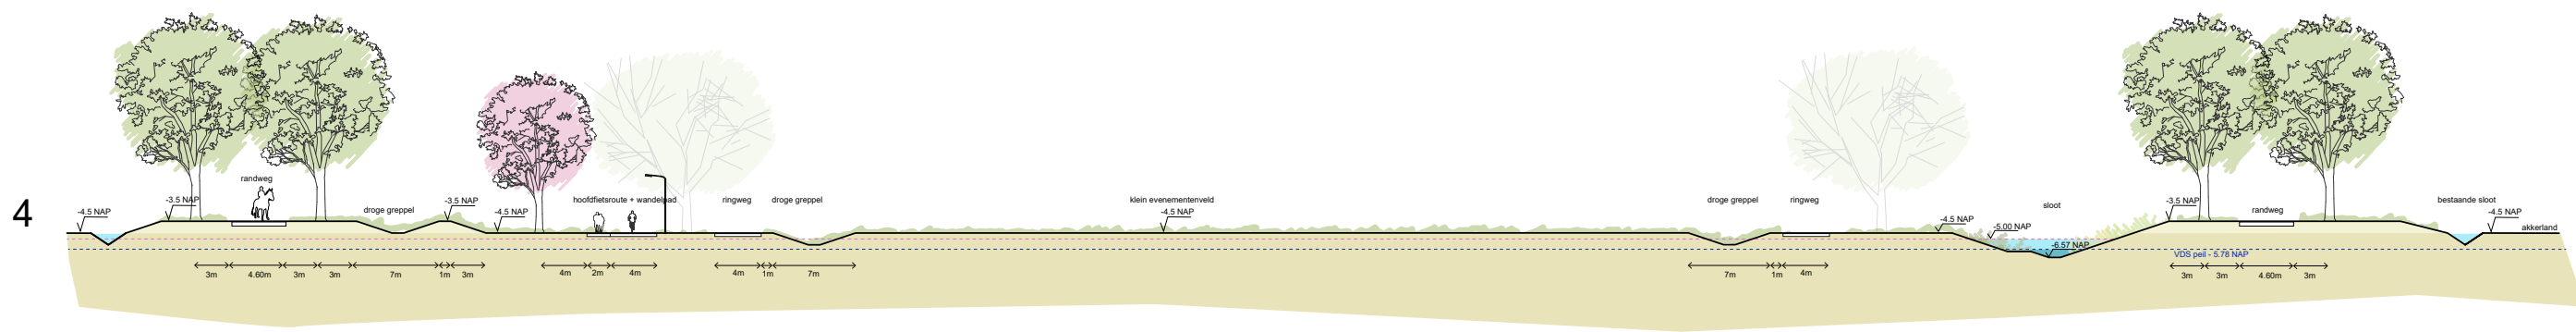 4
-4.5 NAP
-3.5 NAP
randweg
droge greppel
-3.5 NAP
-4.5 NAP
hoofdfietsroute + wandelpad
ringweg
droge greppel
klein evenementenveld
-4.5 NAP
droge greppel
ringweg
-4.5 NAP
-5.00 NAP
sloot
-6.57 NAP
-3.5 NAP
randweg
bestaande sloot
-4.5 NAP
akkerland
VDS peil - 5.78 NAP
3m 4.60m 3m 3m 7m 1m 3m 4m 2m 4m 4m 1m 7m 7m 1m 4m 3m 3m 4.60m 3m